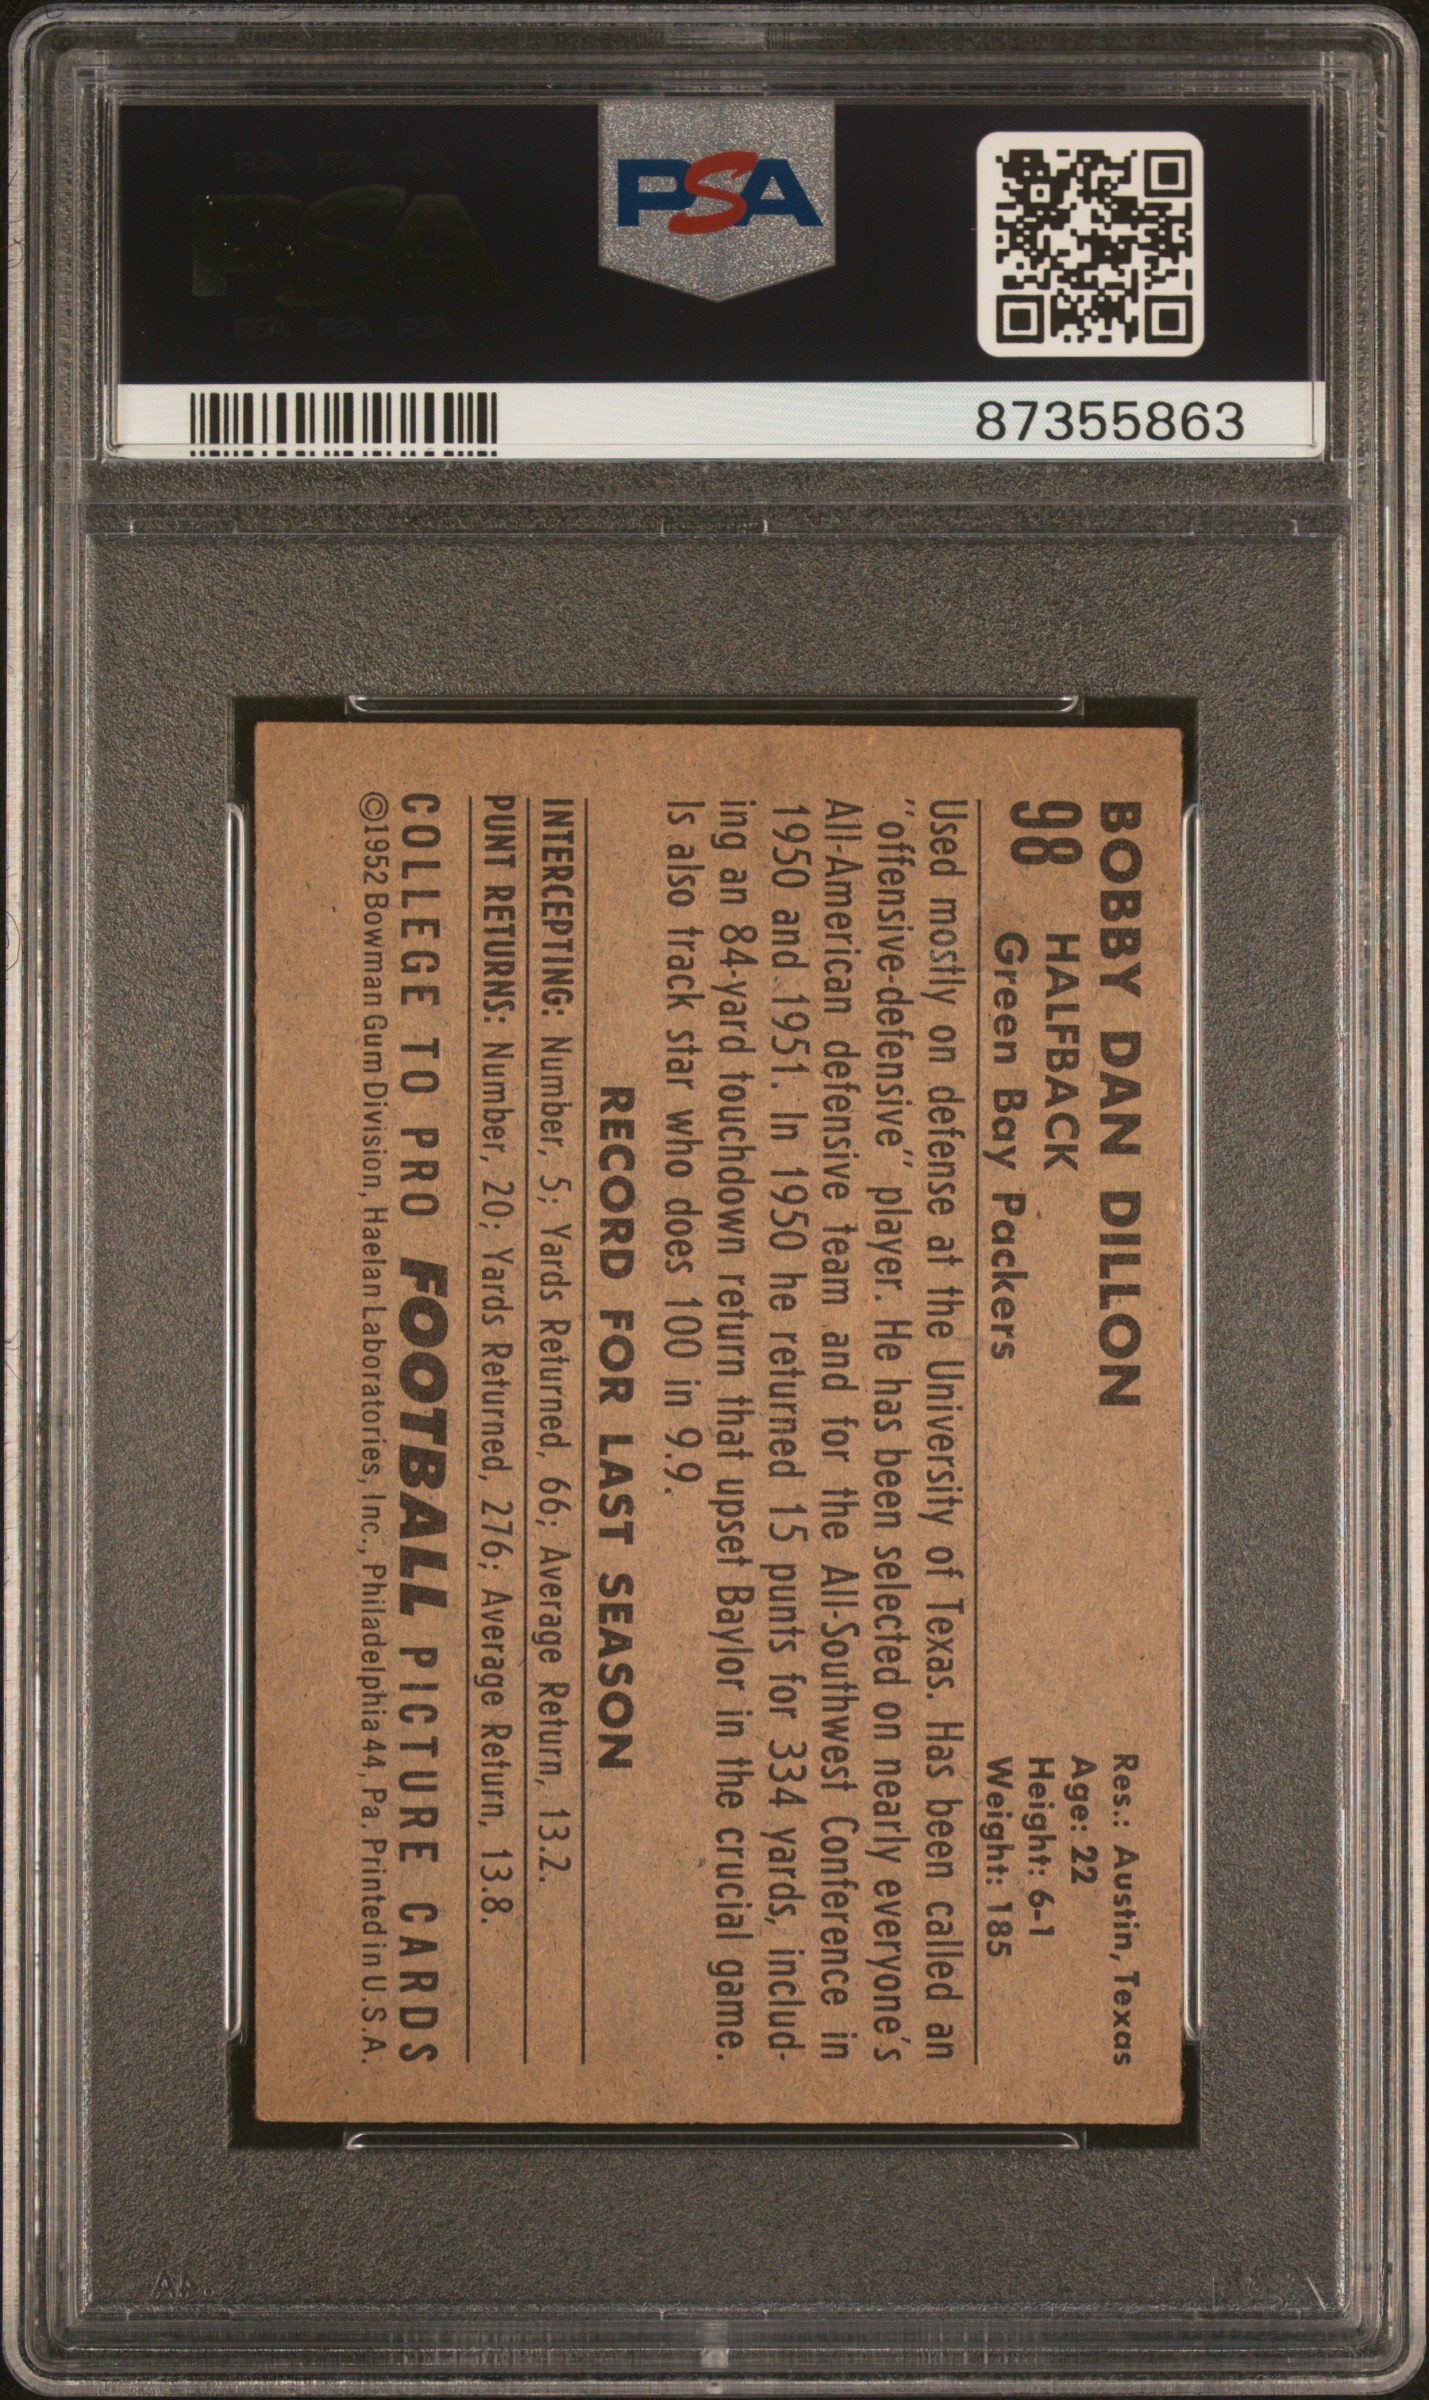 PSA
87355863
BOBBY DAN DILLON
98 HALFBACK
Green Bay Packers
Res.: Austin, Texas
Age: 22
Height: 6-1
Weight: 185
Used mostly on defense at the University of Texas. Has been called an
"offensive-defensive" player. He has been selected on nearly everyone's
All-American defensive team and for the All-Southwest Conference in
1950 and 1951. In 1950 he returned 15 punts for 334 yards, includ-
ing an 84-yard touchdown return that upset Baylor in the crucial game.
Is also track star who does 100 in 9.9.
RECORD FOR LAST SEASON
INTERCEPTING: Number, 5; Yards Returned, 66; Average Return, 13.2.
PUNT RETURNS: Number, 20; Yards Returned, 276; Average Return, 13.8.
COLLEGE TO PRO FOOTBALL PICTURE CARDS
©1952 Bowman Gum Division, Haelan Laboratories, Inc., Philadelphia 44, Pa. Printed in U.S.A.